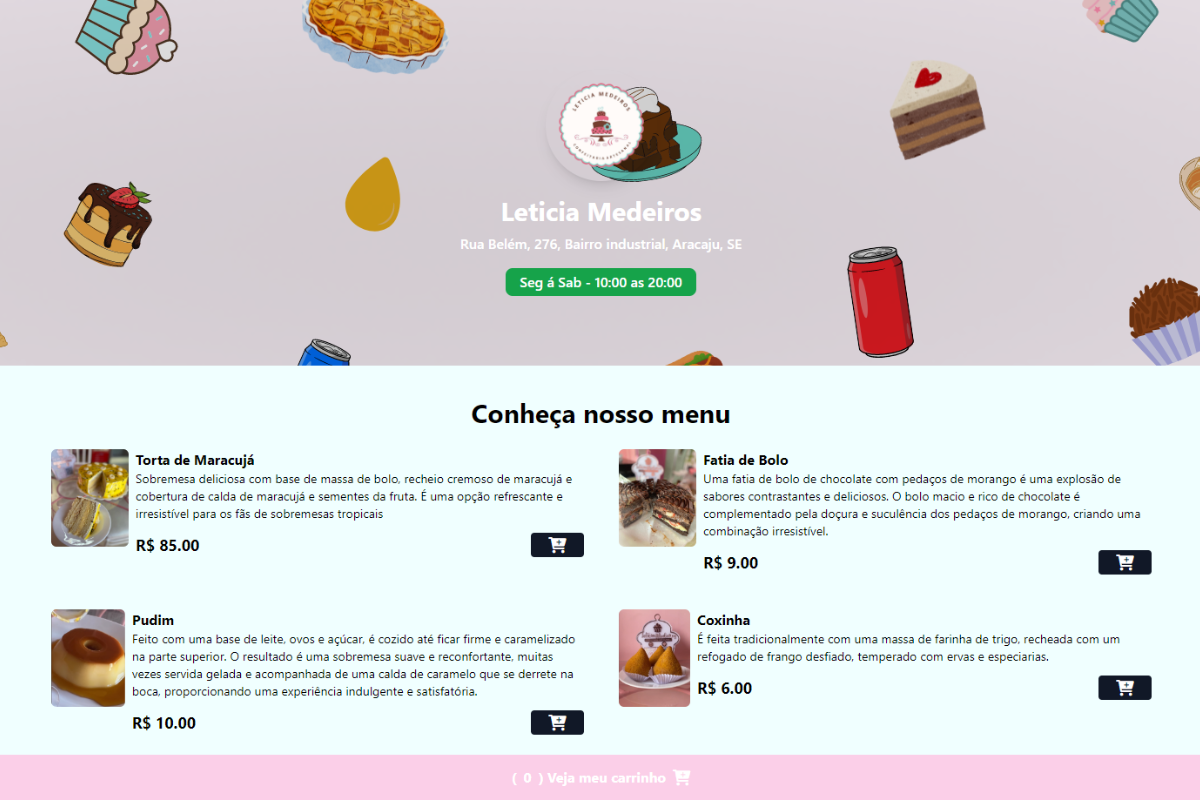 LETICIA MEDEIROS
CONFEITARIA ARTESANAL
Leticia Medeiros
Rua Belém, 276, Bairro industrial, Aracaju, SE
Seg á Sab - 10:00 as 20:00
Conheça nosso menu
Torta de Maracujá
Sobremesa deliciosa com base de massa de bolo, recheio cremoso de maracujá e
cobertura de calda de maracujá e sementes da fruta. É uma opção refrescante e
irresistível para os fãs de sobremesas tropicais
R$ 85.00
Fatia de Bolo
Uma fatia de bolo de chocolate com pedaços de morango é uma explosão de
sabores contrastantes e deliciosos. O bolo macio e rico de chocolate é
complementado pela doçura e suculência dos pedaços de morango, criando uma
combinação irresistível.
R$ 9.00
Pudim
Feito com uma base de leite, ovos e açúcar, é cozido até ficar firme e caramelizado
na parte superior. O resultado é uma sobremesa suave e reconfortante, muitas
vezes servida gelada e acompanhada de uma calda de caramelo que se derrete na
boca, proporcionando uma experiência indulgente e satisfatória.
R$ 10.00
Coxinha
É feita tradicionalmente com uma massa de farinha de trigo, recheada com um
refogado de frango desfiado, temperado com ervas e especiarias.
R$ 6.00
( 0 ) Veja meu carrinho